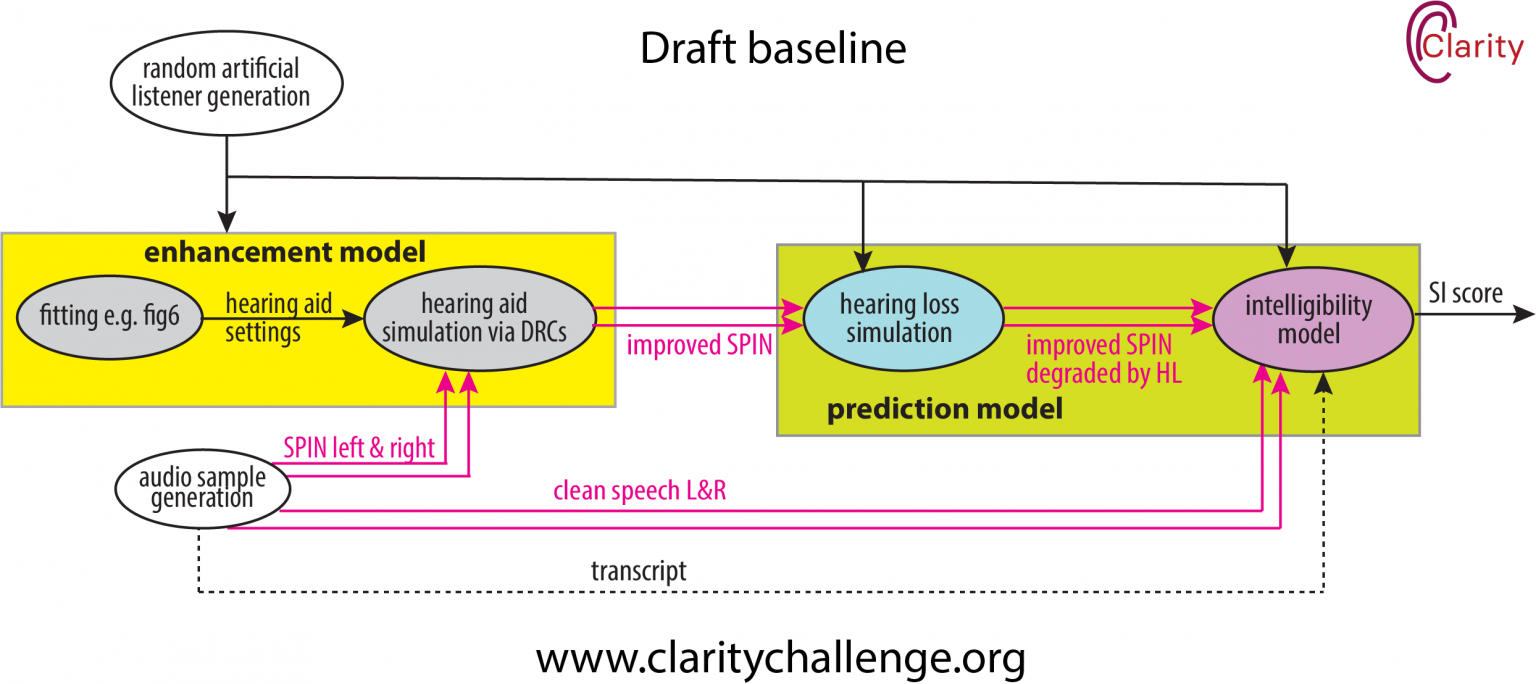 Draft baseline
Clarity
random artificial
listener generation
enhancement model
fitting e.g. fig6
hearing aid
settings
hearing aid
simulation via DRCs
improved SPIN
hearing loss
simulation
improved SPIN
degraded by HL
intelligibility
model
SI score
prediction model
SPIN left & right
audio sample
generation
clean speech L&R
transcript
www.claritychallenge.org